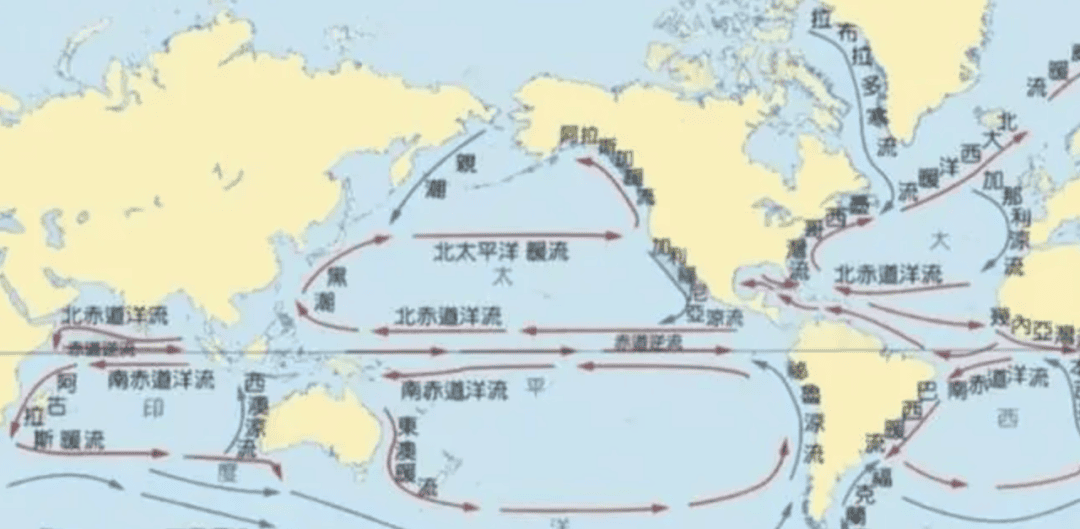 拉布拉多寒流
暖流
北大西洋暖流
阿拉斯加暖流
親潮
墨西哥灣流
加那利涼流
大
北太平洋 暖流
太
加利福尼亞涼流
黑潮
北赤道洋流
北赤道洋流
北赤道洋流
幾內亞灣
赤道逆流
赤道逆流
南赤道洋流
南赤道洋流
平
南赤道洋流
阿古拉斯 暖流
印
西澳涼流
度
東澳暖流
洋
秘魯涼流
巴西暖流
西
福克蘭